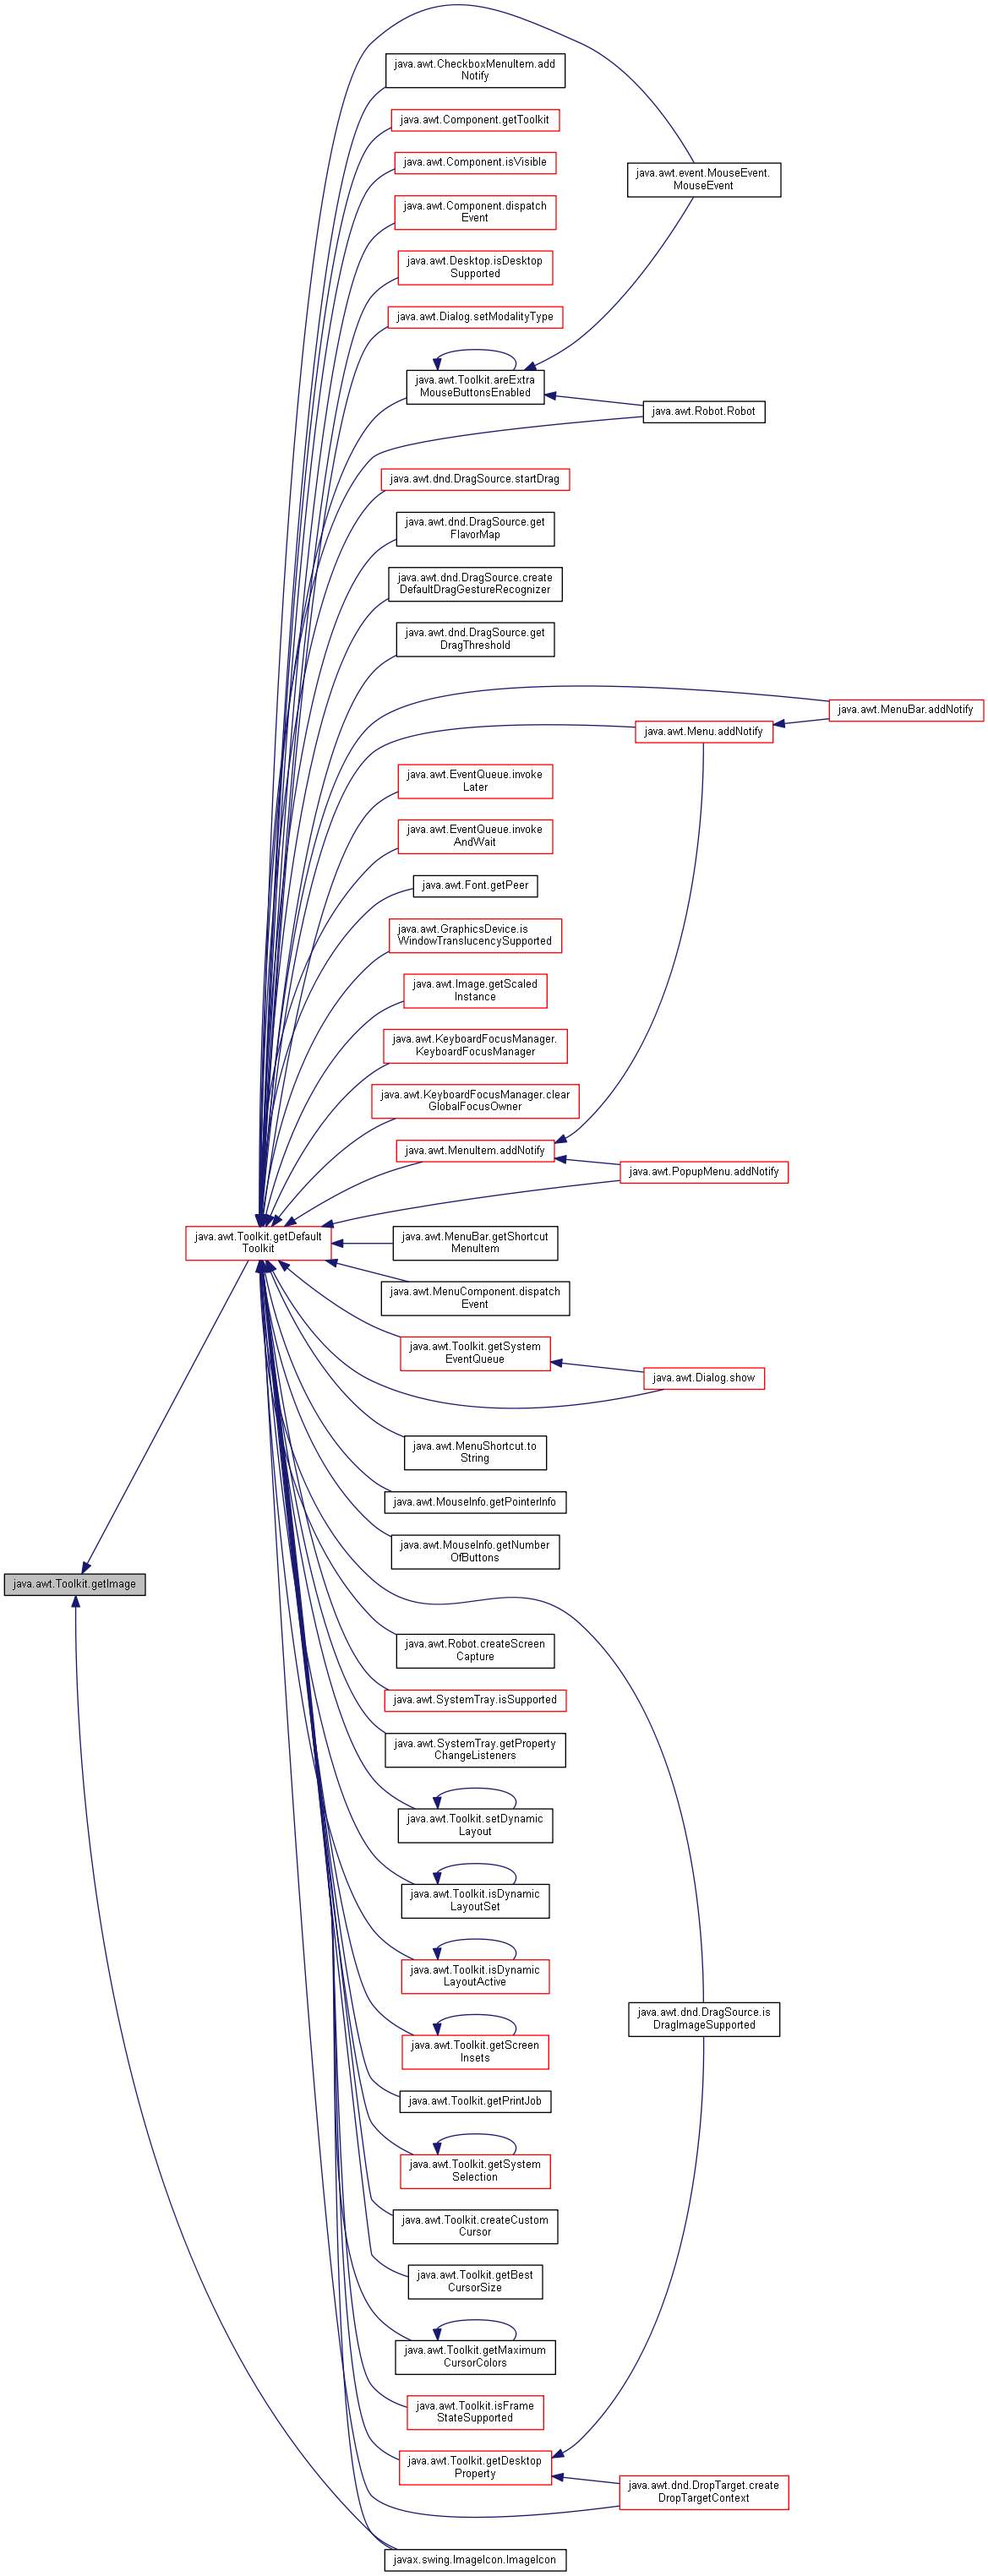 java.awt.CheckboxMenuItem.add
Notify
java.awt.Component.getToolkit
java.awt.Component.isVisible
java.awt.event.MouseEvent.
MouseEvent
java.awt.Component.dispatch
Event
java.awt.Desktop.isDesktop
Supported
java.awt.Dialog.setModalityType
java.awt.Toolkit.areExtra
MouseButtonsEnabled
java.awt.Robot.Robot
java.awt.dnd.DragSource.startDrag
java.awt.dnd.DragSource.get
FlavorMap
java.awt.dnd.DragSource.create
DefaultDragGestureRecognizer
java.awt.dnd.DragSource.get
DragThreshold
java.awt.MenuBar.addNotify
java.awt.Menu.addNotify
java.awt.EventQueue.invoke
Later
java.awt.EventQueue.invoke
AndWait
java.awt.Font.getPeer
java.awt.GraphicsDevice.is
WindowTranslucencySupported
java.awt.Image.getScaled
Instance
java.awt.KeyboardFocusManager.
KeyboardFocusManager
java.awt.KeyboardFocusManager.clear
GlobalFocusOwner
java.awt.MenuItem.addNotify
java.awt.PopupMenu.addNotify
java.awt.Toolkit.getDefault
Toolkit
java.awt.MenuBar.getShortcut
MenuItem
java.awt.MenuComponent.dispatch
Event
java.awt.Toolkit.getSystem
EventQueue
java.awt.Dialog.show
java.awt.MenuShortcut.to
String
java.awt.MouseInfo.getPointerInfo
java.awt.MouseInfo.getNumber
OfButtons
java.awt.Toolkit.getImage
java.awt.Robot.createScreen
Capture
java.awt.SystemTray.isSupported
java.awt.SystemTray.getProperty
ChangeListeners
java.awt.Toolkit.setDynamic
Layout
java.awt.Toolkit.isDynamic
LayoutSet
java.awt.Toolkit.isDynamic
LayoutActive
java.awt.dnd.DragSource.is
DragImageSupported
java.awt.Toolkit.getScreen
Insets
java.awt.Toolkit.getPrintJob
java.awt.Toolkit.getSystem
Selection
java.awt.Toolkit.createCustom
Cursor
java.awt.Toolkit.getBest
CursorSize
java.awt.Toolkit.getMaximum
CursorColors
java.awt.Toolkit.isFrame
StateSupported
java.awt.Toolkit.getDesktop
Property
java.awt.dnd.DropTarget.create
DropTargetContext
javax.swing.ImageIcon.ImageIcon